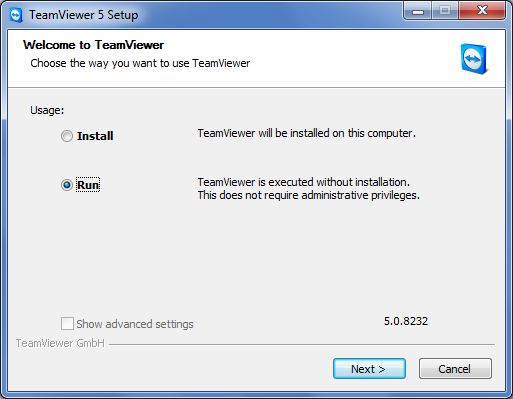 TeamViewer 5 Setup
Welcome to TeamViewer
Choose the way you want to use TeamViewer
Usage:
Install
TeamViewer will be installed on this computer.
Run
TeamViewer is executed without installation.
This does not require administrative privileges.
Show advanced settings
5.0.8232
TeamViewer GmbH
Next >
Cancel